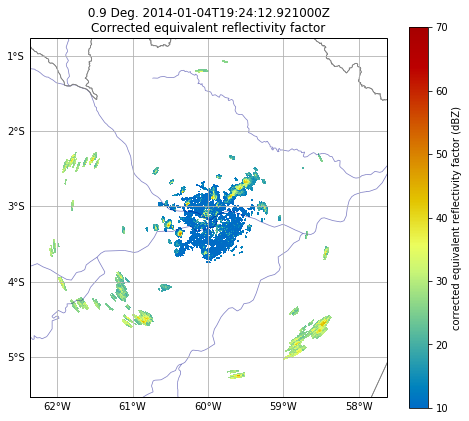 0.9 Deg. 2014-01-04T19:24:12.921000Z
Corrected equivalent reflectivity factor
1°S
2°S
3°S
4°S
5°S
62°W 61°W 60°W 59°W 58°W
70
60
50
40
30
20
10
corrected equivalent reflectivity factor (dBZ)